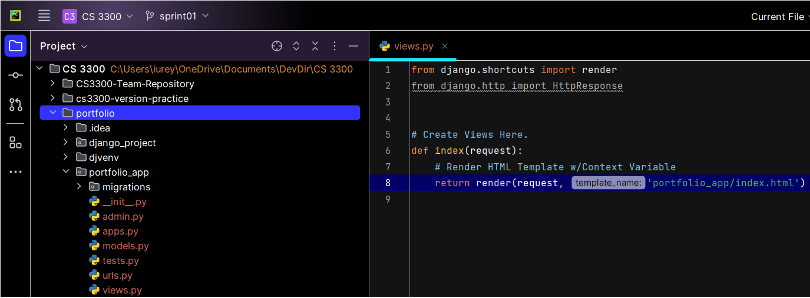 D3 CS 3300 sprint01 Current File
Project
views.py
CS 3300 C:\Users\iurey\OneDrive\Documents\DevDir\CS 3300
CS3300-Team-Repository
cs3300-version-practice
portfolio
.idea
django_project
djvenv
portfolio_app
migrations
__init__.py
admin.py
apps.py
models.py
tests.py
urls.py
views.py
1 from django.shortcuts import render
2 from django.http import HttpResponse
3
4
5 # Create Views Here.
6 def index(request):
7 # Render HTML Template w/Context Variable
8 return render(request, template_name: 'portfolio_app/index.html')
9